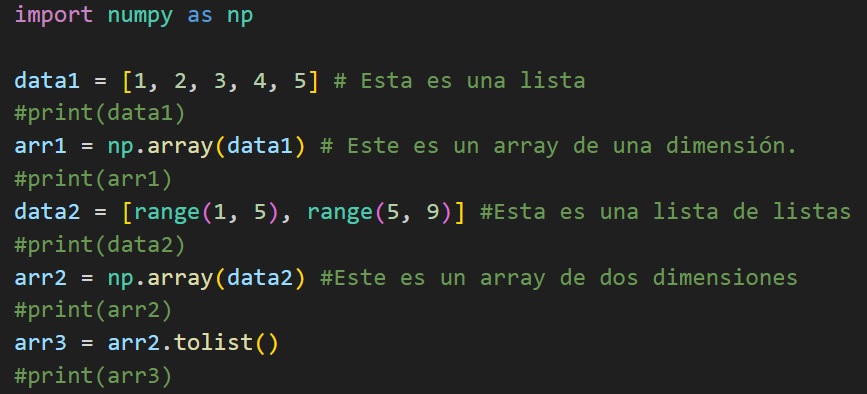 import numpy as np
data1 = [1, 2, 3, 4, 5] # Esta es una lista
#print(data1)
arr1 = np.array(data1) # Este es un array de una dimensión.
#print(arr1)
data2 = [range(1, 5), range(5, 9)] #Esta es una lista de listas
#print(data2)
arr2 = np.array(data2) #Este es un array de dos dimensiones
#print(arr2)
arr3 = arr2.tolist()
#print(arr3)